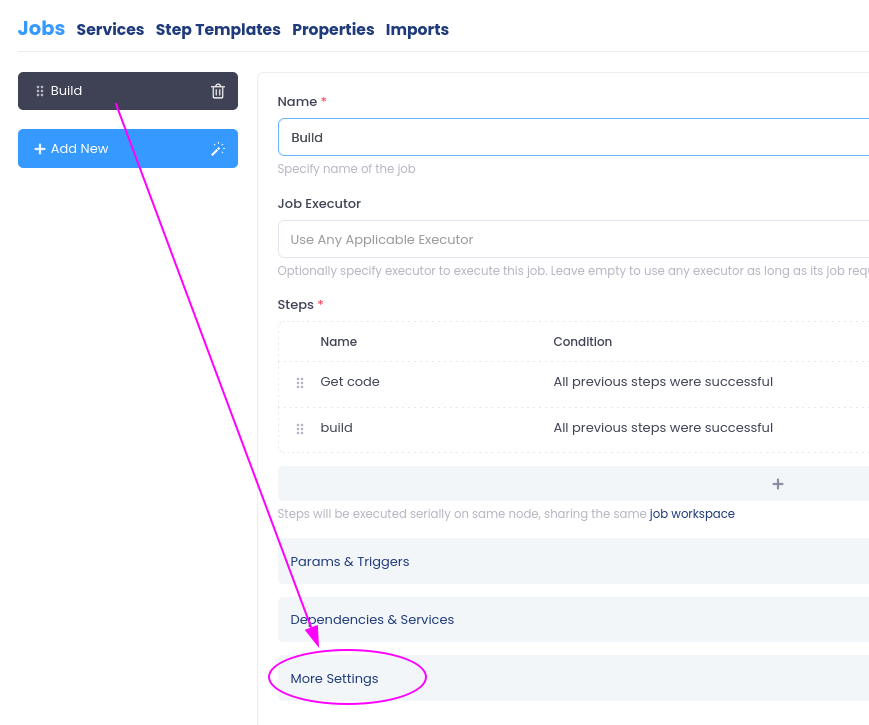 Jobs Services Step Templates Properties Imports
Build
Add New
Name *
Build
Specify name of the job
Job Executor
Use Any Applicable Executor
Optionally specify executor to execute this job. Leave empty to use any executor as long as its job
Steps *
Name Condition
Get code All previous steps were successful
build All previous steps were successful
+
Steps will be executed serially on same node, sharing the same job workspace
Params & Triggers
Dependencies & Services
More Settings